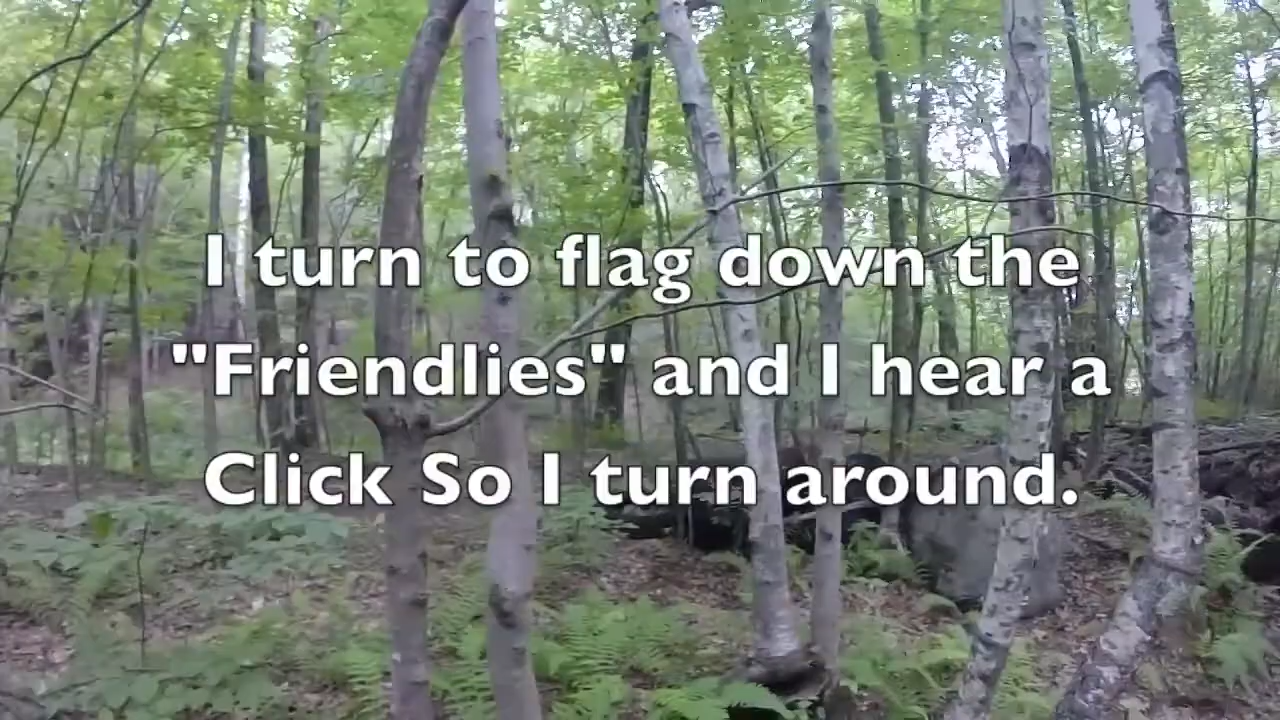 I turn to flag down the
"Friendlies" and I hear a
Click So I turn around.